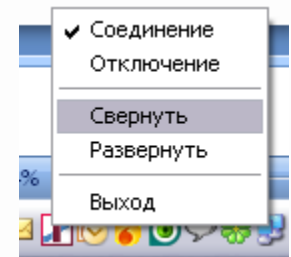 Соединение
Отключение
Свернуть
Развернуть
%
Выход